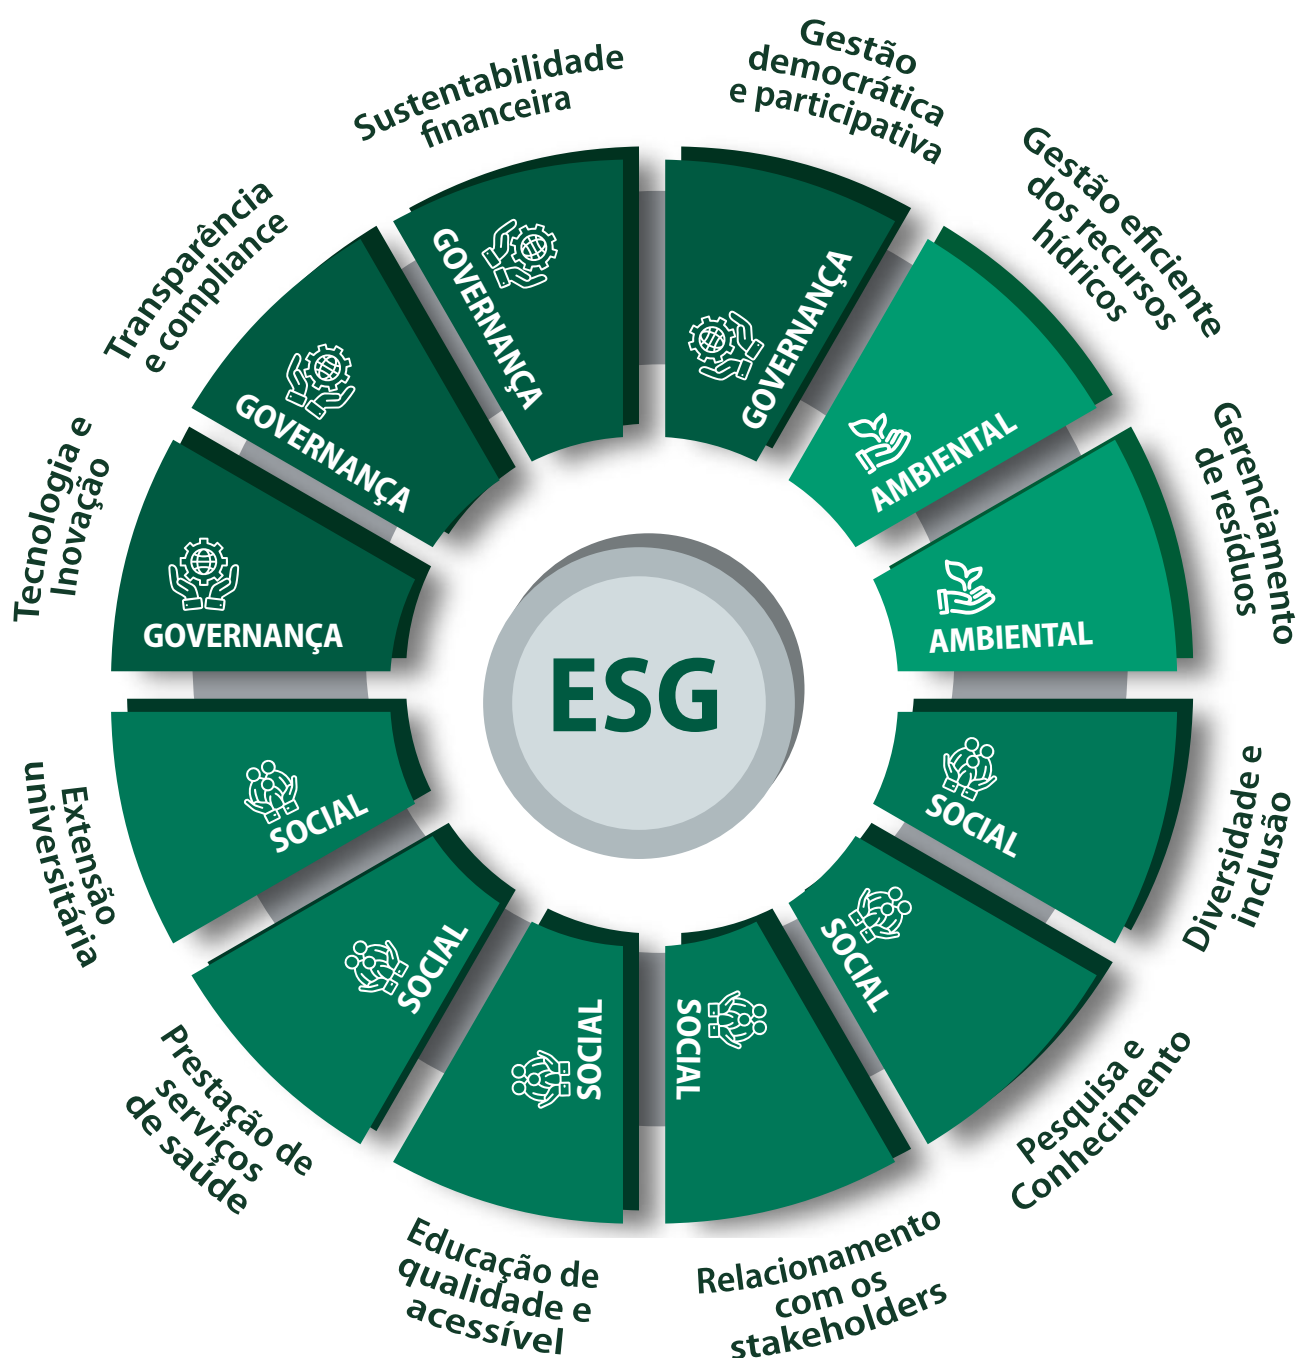 Gestão
democrática
e participativa
GOVERNANÇA
Gestão eficiente
dos recursos
hídricos
AMBIENTAL
Gerenciamento
de resíduos
AMBIENTAL
Diversidade e
inclusão
SOCIAL
Pesquisa e
Conhecimento
SOCIAL
Relacionamento
com os
stakeholders
SOCIAL
Educação de
qualidade e
acessível
SOCIAL
Prestação de
serviços
de saúde
SOCIAL
Extensão
universitária
SOCIAL
Tecnologia e
Inovação
GOVERNANÇA
Transparência
e compliance
GOVERNANÇA
Sustentabilidade
financeira
GOVERNANÇA
ESG